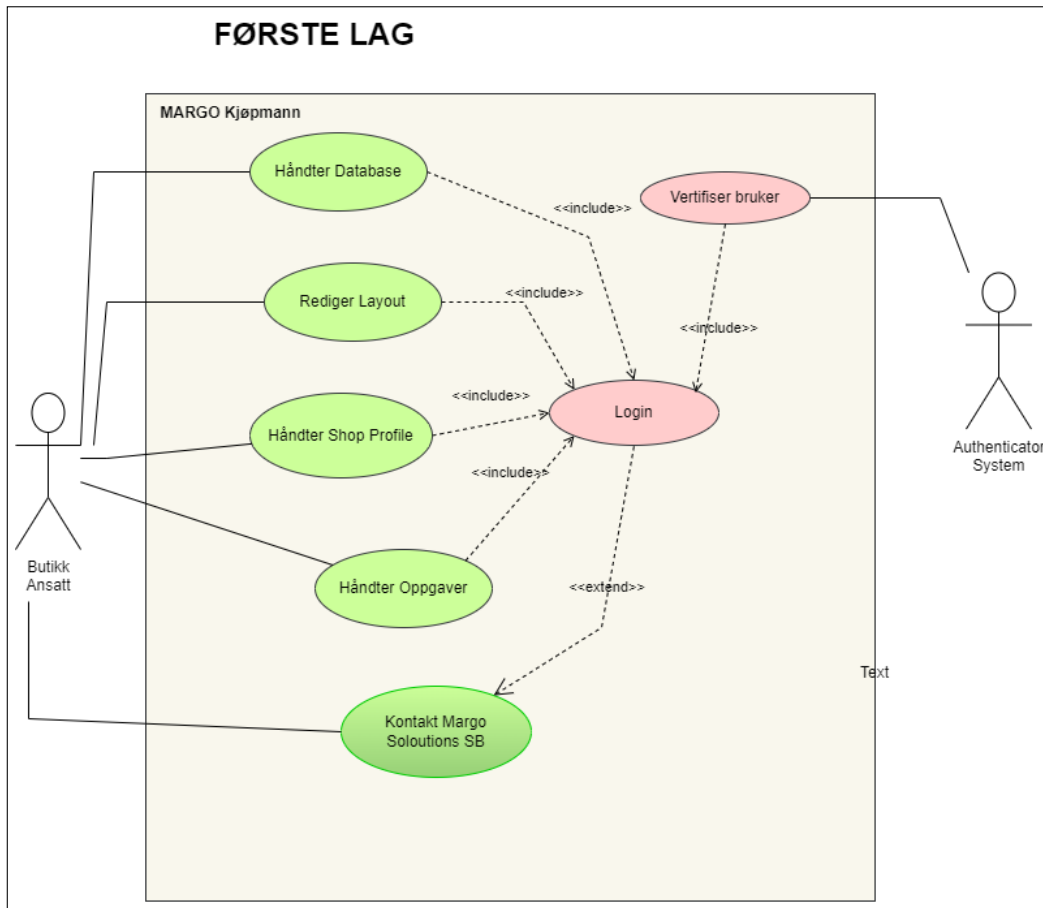 FØRSTE LAG
MARGO Kjøpmann
Håndter Database
Vertifiser bruker
<<include>>
Rediger Layout
<<include>>
<<include>>
<<include>>
Login
Håndter Shop Profile
<<include>>
Authenticator
System
Butikk
Ansatt
Håndter Oppgaver
<<extend>>
Text
Kontakt Margo
Soloutions SB